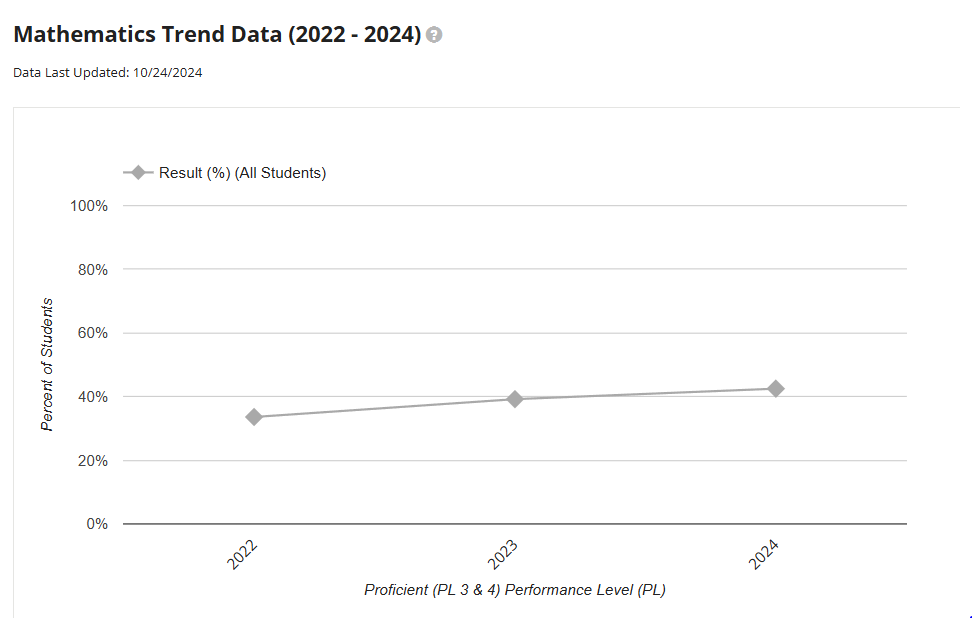 Mathematics Trend Data (2022 - 2024) ?
Data Last Updated: 10/24/2024
Result (%) (All Students)
100%
80%
60%
40%
20%
0%
Percent of Students
2022
2023
2024
Proficient (PL 3 & 4) Performance Level (PL)